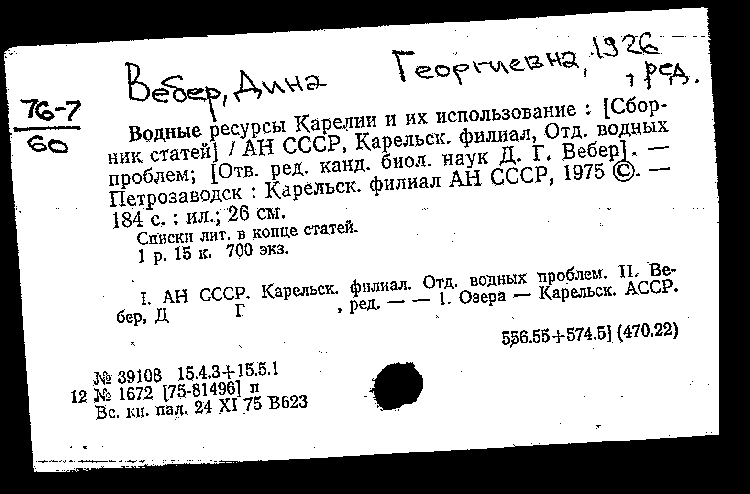 Вебер, Дина Георгиевна, 1926
, ред.
76-7
60
Водные ресурсы Карелии и их использование : [Сбор-
ник статей] / АН СССР, Карельск. филиал, Отд. водных
проблем; [Отв. ред. канд. биол. наук Д. Г. Вебер]. —
Петрозаводск : Карельск. филиал АН СССР, 1975 ©. —
184 с. : ил.; 26 см.
Списки лит. в конце статей.
1 р. 15 к. 700 экз.
I. АН СССР. Карельск. филиал. Отд. водных проблем. II. Ве-
бер, Д Г , ред. — — 1. Озера — Карельск. АССР.
556.55+574.5] (470.22)
№ 39108 15.4.3+15.5.1
12 № 1672 [75-81496] п
Вс. кн. пал. 24 XI 75 В623